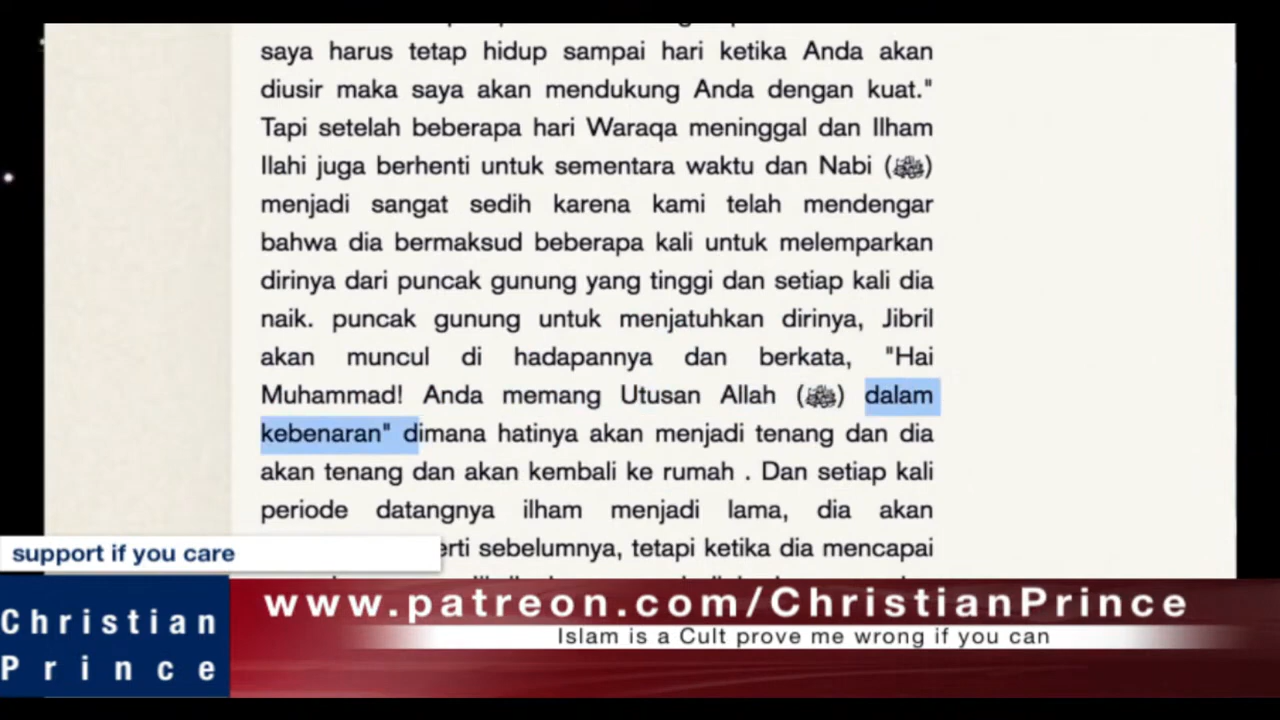 saya harus tetap hidup sampai hari ketika Anda akan
diusir maka saya akan mendukung Anda dengan kuat."
Tapi setelah beberapa hari Waraqa meninggal dan Ilham
Ilahi juga berhenti untuk sementara waktu dan Nabi (ﷺ)
menjadi sangat sedih karena kami telah mendengar
bahwa dia bermaksud beberapa kali untuk melemparkan
dirinya dari puncak gunung yang tinggi dan setiap kali dia
naik. puncak gunung untuk menjatuhkan dirinya, Jibril
akan muncul di hadapannya dan berkata, "Hai
Muhammad! Anda memang Utusan Allah (ﷺ) dalam
kebenaran" dimana hatinya akan menjadi tenang dan dia
akan tenang dan akan kembali ke rumah . Dan setiap kali
periode datangnya ilham menjadi lama, dia akan
erti sebelumnya, tetapi ketika dia mencapai
support if you care
Christian
Prince
www.patreon.com/ChristianPrince
Islam is a Cult prove me wrong if you can